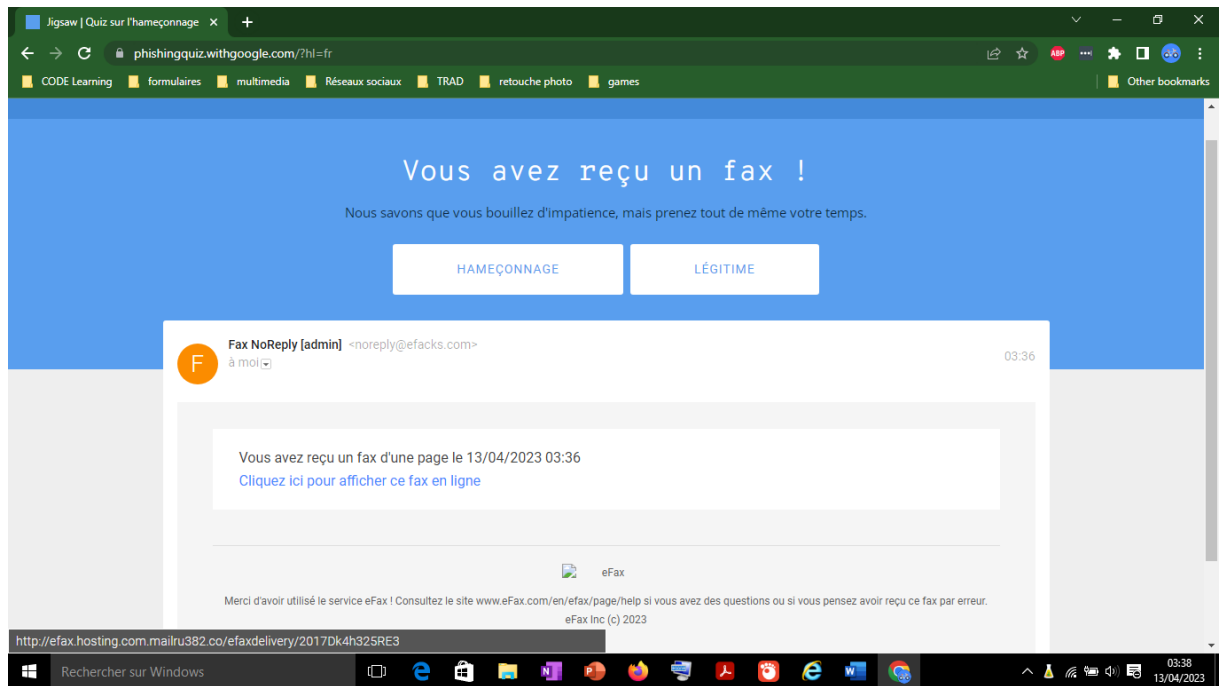 Jigsaw | Quiz sur l'hameçonnage
phishingquiz.withgoogle.com/?hl=fr
ABP
CODE Learning formulaires multimedia Réseaux sociaux TRAD retouche photo games Other bookmarks
Vous avez reçu un fax !
Nous savons que vous bouillez d'impatience, mais prenez tout de même votre temps.
HAMEÇONNAGE LÉGITIME
F
Fax NoReply [admin] <noreply@efacks.com>
à moi
03:36
Vous avez reçu un fax d'une page le 13/04/2023 03:36
Cliquez ici pour afficher ce fax en ligne
eFax
Merci d'avoir utilisé le service eFax ! Consultez le site www.eFax.com/en/efax/page/help si vous avez des questions ou si vous pensez avoir reçu ce fax par erreur.
eFax Inc (c) 2023
http://efax.hosting.com.mailru382.co/efaxdelivery/2017Dk4h325RE3
Rechercher sur Windows
03:38
13/04/2023